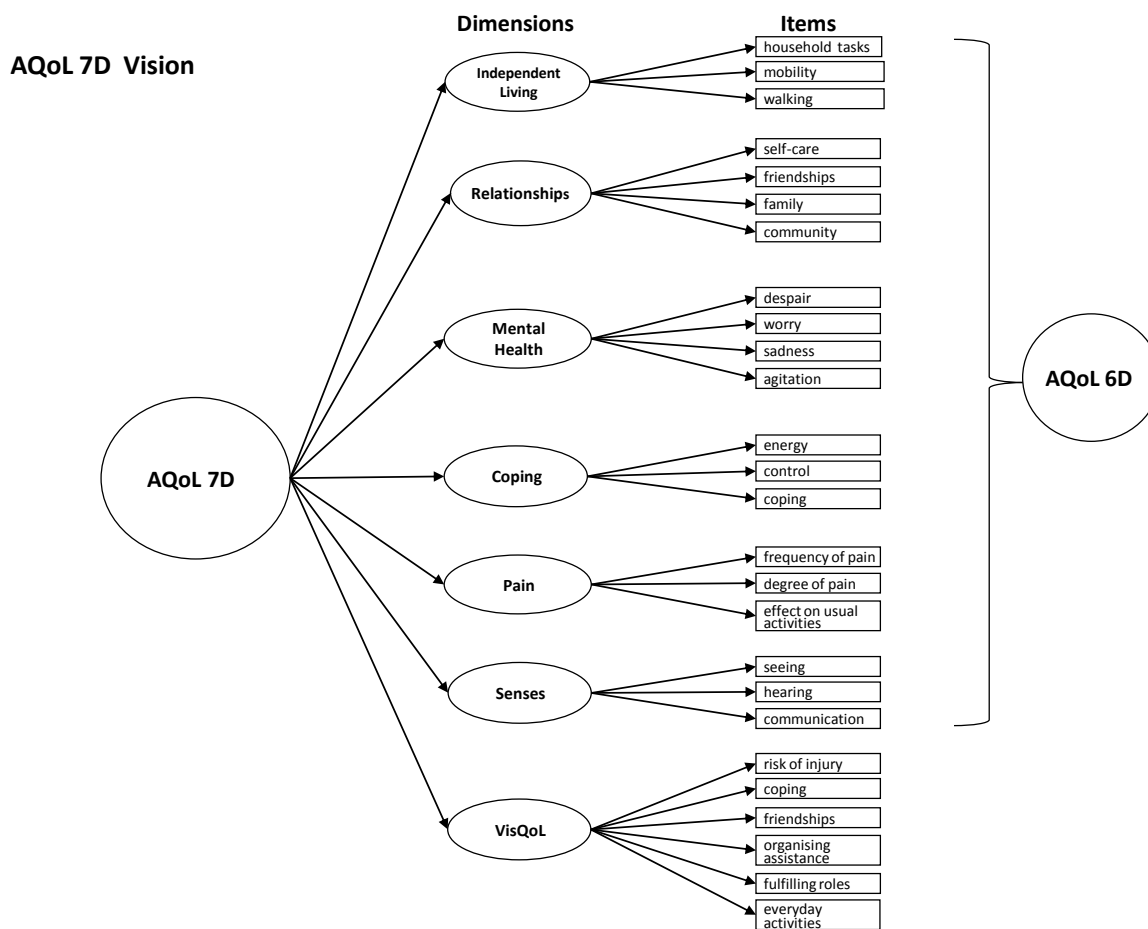 Dimensions
Items
AQoL 7D Vision
Independent
Living
household tasks
mobility
walking
Relationships
self-care
friendships
family
community
Mental
Health
despair
worry
sadness
agitation
AQoL 6D
AQoL 7D
Coping
energy
control
coping
Pain
frequency of pain
degree of pain
effect on usual
activities
Senses
seeing
hearing
communication
VisQoL
risk of injury
coping
friendships
organising
assistance
fulfilling roles
everyday
activities